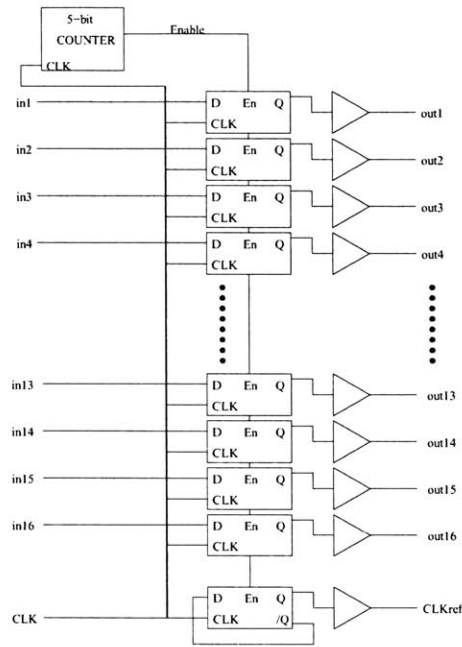 5-bit
COUNTER
CLK
Enable
in1
D En Q
CLK
out1
in2
D En Q
CLK
out2
in3
D En Q
CLK
out3
in4
D En Q
CLK
out4
in13
D En Q
CLK
out13
in14
D En Q
CLK
out14
in15
D En Q
CLK
out15
in16
D En Q
CLK
out16
D En Q
CLK
CLK /Q
CLKref